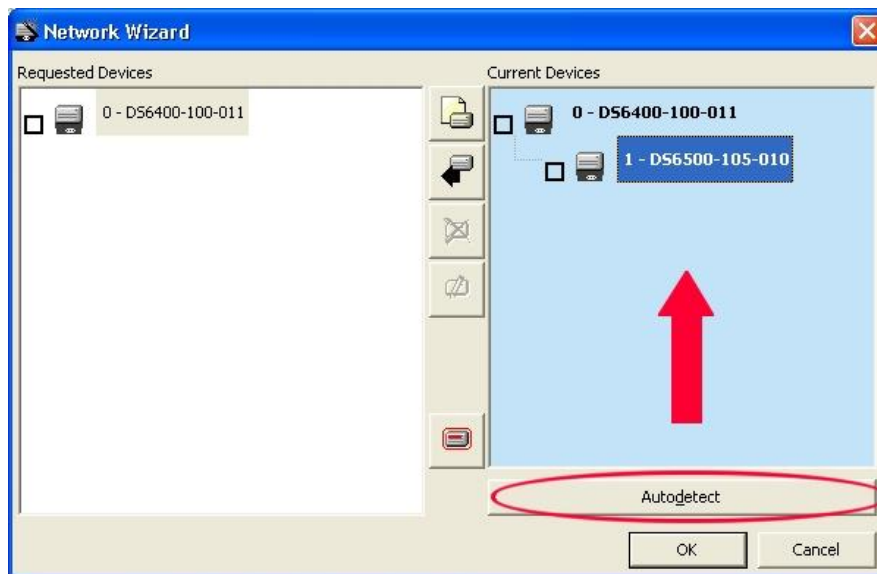 Network Wizard
Requested Devices
Current Devices
0 - DS6400-100-011
0 - DS6400-100-011
1 - DS6500-105-010
Autodetect
OK
Cancel